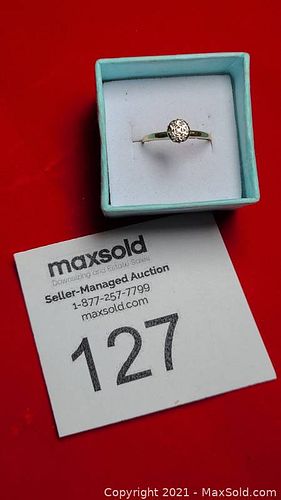 maxsold
Downsizing and Estate Sales
Seller-Managed Auction
1-877-257-7799
maxsold.com
127
Copyright © 2021 - MaxSold.com